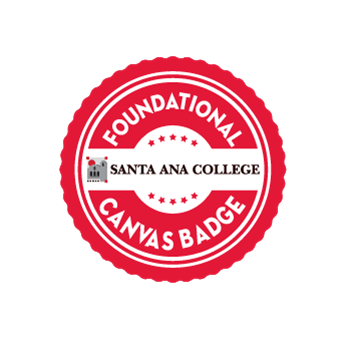 FOUNDATIONAL
SANTA ANA COLLEGE
CANVAS BADGE